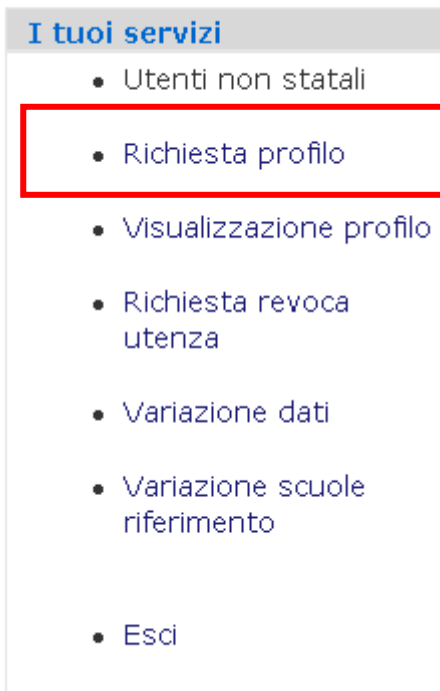 I tuoi servizi
Utenti non statali
Richiesta profilo
Visualizzazione profilo
Richiesta revoca
utenza
Variazione dati
Variazione scuole
riferimento
Esci